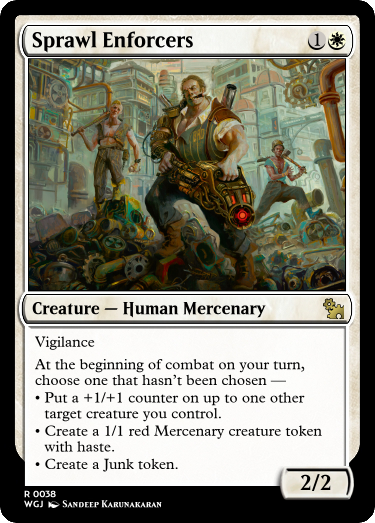 Sprawl Enforcers 1
Creature — Human Mercenary
Vigilance
At the beginning of combat on your turn,
choose one that hasn't been chosen —
• Put a +1/+1 counter on up to one other
target creature you control.
• Create a 1/1 red Mercenary creature token
with haste.
• Create a Junk token.
2/2
R 0038
WGJ Sandeep Karunakaran